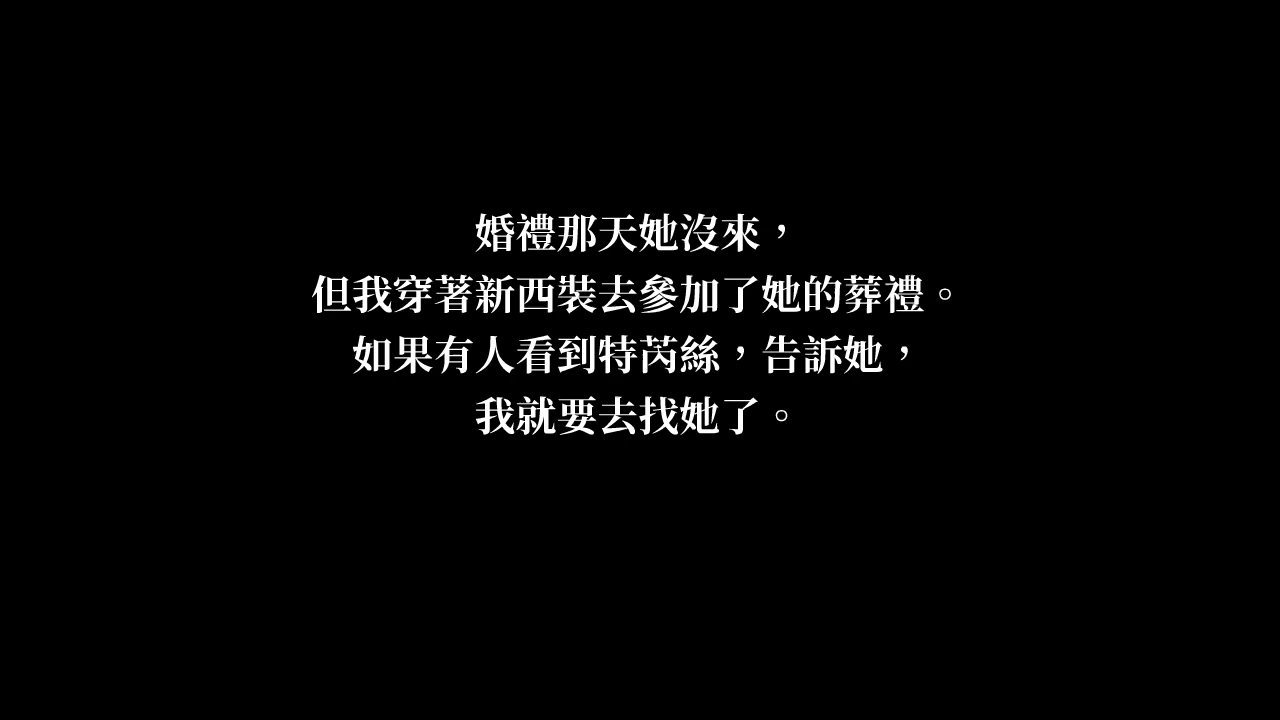 婚禮那天她沒來，
但我穿著新西裝去參加了她的葬禮。
如果有人看到特芮絲，告訴她，
我就要去找她了。